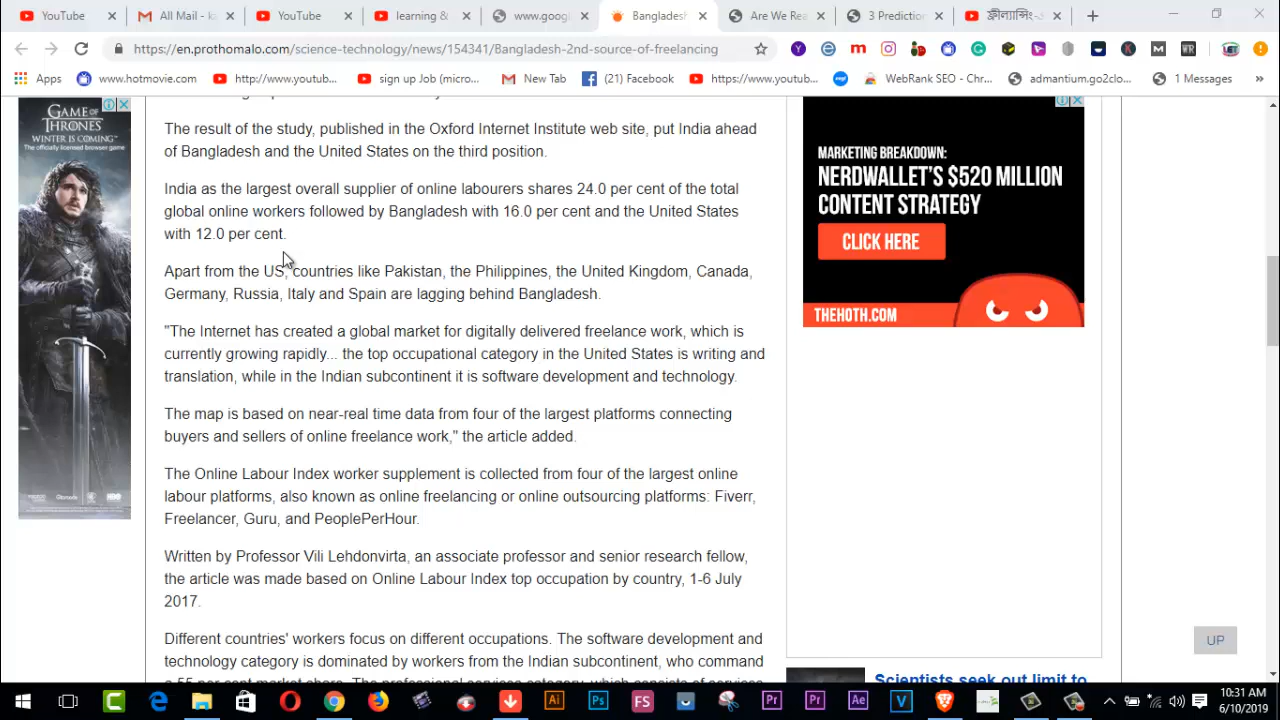 YouTube
All Mail - ka
YouTube
learning &
www.goog
Bangladesh
Are We Rea
3 Prediction
ফ্রীল্যান্সিং-
https://en.prothomalo.com/science-technology/news/154341/Bangladesh-2nd-source-of-freelancing
Apps
www.hotmovie.com
http://www.youtub...
sign up Job (micro...
New Tab
(21) Facebook
https://www.youtub...
WebRank SEO - Chr...
admantium.go2clo...
1 Messages
»
GAME OF
THRONES
WINTER IS COMING™
The officially licensed browser game
The result of the study, published in the Oxford Internet Institute web site, put India ahead
of Bangladesh and the United States on the third position.
India as the largest overall supplier of online labourers shares 24.0 per cent of the total
global online workers followed by Bangladesh with 16.0 per cent and the United States
with 12.0 per cent.
Apart from the US, countries like Pakistan, the Philippines, the United Kingdom, Canada,
Germany, Russia, Italy and Spain are lagging behind Bangladesh.
"The Internet has created a global market for digitally delivered freelance work, which is
currently growing rapidly... the top occupational category in the United States is writing and
translation, while in the Indian subcontinent it is software development and technology.
The map is based on near-real time data from four of the largest platforms connecting
buyers and sellers of online freelance work," the article added.
The Online Labour Index worker supplement is collected from four of the largest online
labour platforms, also known as online freelancing or online outsourcing platforms: Fiverr,
Freelancer, Guru, and PeoplePerHour.
Written by Professor Vili Lehdonvirta, an associate professor and senior research fellow,
the article was made based on Online Labour Index top occupation by country, 1-6 July
2017.
Different countries' workers focus on different occupations. The software development and
technology category is dominated by workers from the Indian subcontinent, who command
MARKETING BREAKDOWN:
NERDWALLET'S $520 MILLION
CONTENT STRATEGY
CLICK HERE
THEHOTH.COM
UP
Scientists seek out limit to
10:31 AM
6/10/2019